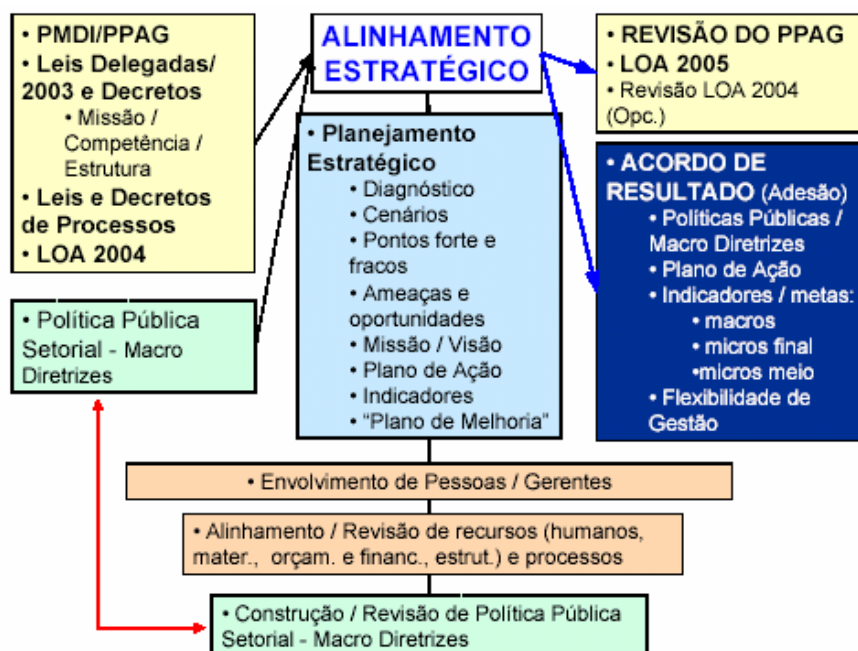 • PMDI/PPAG
• Leis Delegadas/
2003 e Decretos
• Missão /
Competência /
Estrutura
• Leis e Decretos
de Processos
• LOA 2004
• Política Pública
Setorial - Macro
Diretrizes
ALINHAMENTO
ESTRATÉGICO
• Planejamento
Estratégico
• Diagnóstico
• Cenários
• Pontos forte e
fracos
• Ameaças e
oportunidades
• Missão / Visão
• Plano de Ação
• Indicadores
• “Plano de Melhoria”
• REVISÃO DO PPAG
• LOA 2005
• Revisão LOA 2004
(Opc.)
• ACORDO DE
RESULTADO (Adesão)
• Políticas Públicas /
Macro Diretrizes
• Plano de Ação
• Indicadores / metas:
• macros
• micros final
•micros meio
• Flexibilidade de
Gestão
• Envolvimento de Pessoas / Gerentes
• Alinhamento / Revisão de recursos (humanos,
mater., orçam. e financ., estrut.) e processos
• Construção / Revisão de Política Pública
Setorial - Macro Diretrizes